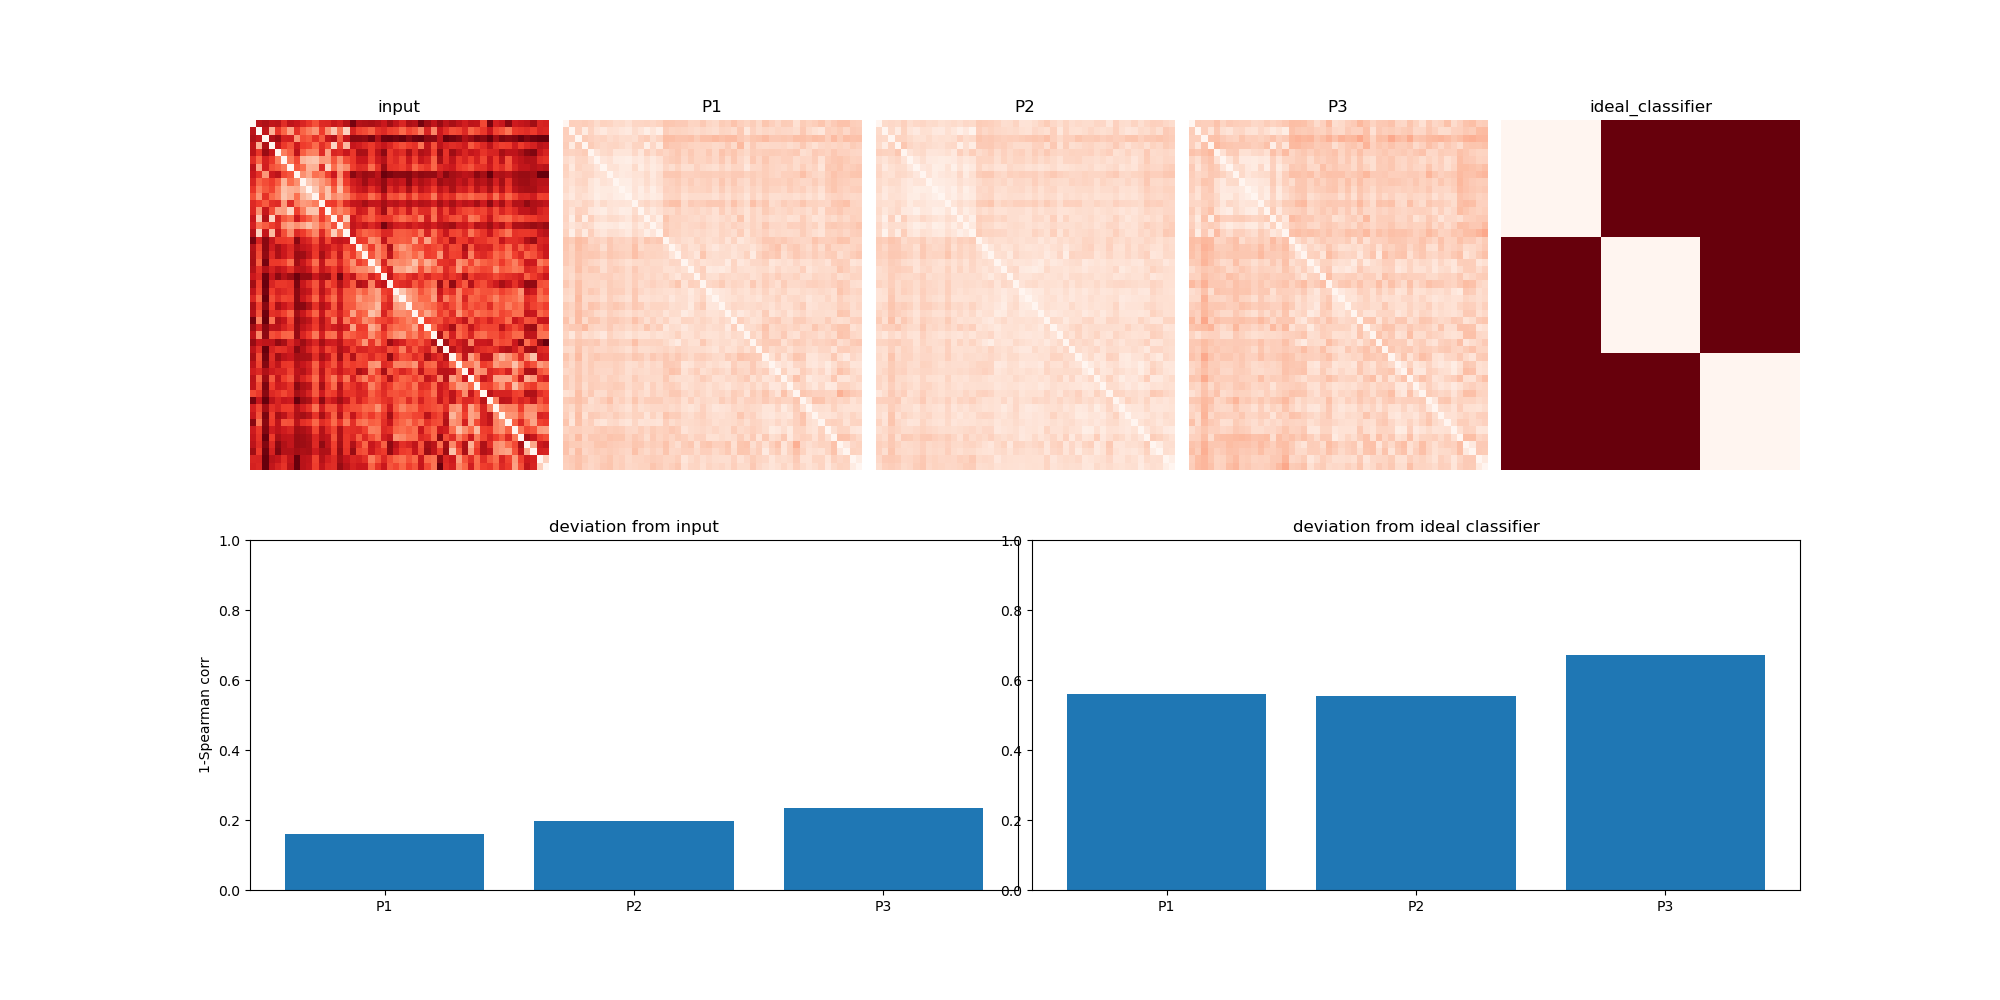 input
P1
P2
P3
ideal_classifier
deviation from input
1.0
0.8
0.6
0.4
0.2
0.0
1-Spearman corr
P1
P2
P3
deviation from ideal classifier
1.0
0.8
0.6
0.4
0.2
0.0
P1
P2
P3